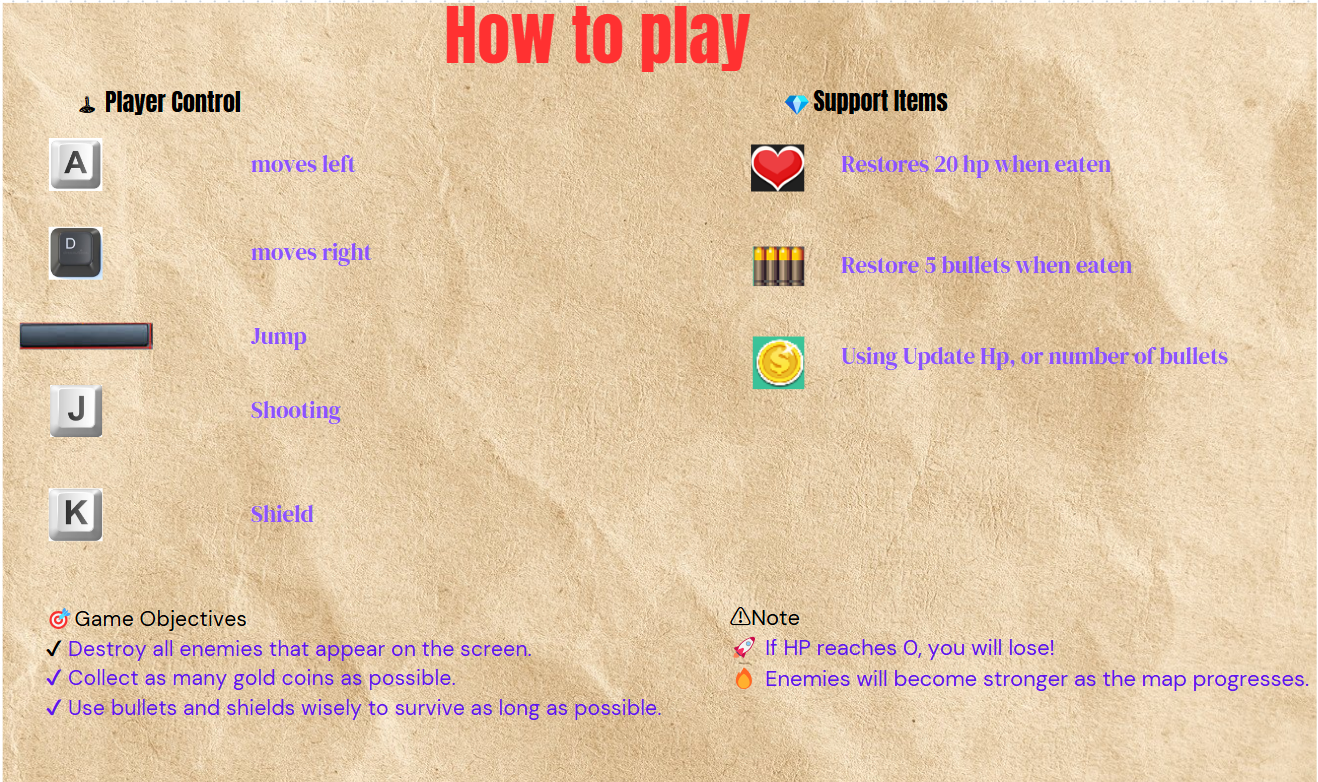 How to play
Player Control
A
moves left
D
moves right
Jump
J
Shooting
K
Shield
Support Items
Restores 20 hp when eaten
Restore 5 bullets when eaten
$
Using Update Hp, or number of bullets
Game Objectives
✓ Destroy all enemies that appear on the screen.
✓ Collect as many gold coins as possible.
✓ Use bullets and shields wisely to survive as long as possible.
⚠Note
🚀 If HP reaches 0, you will lose!
🔥 Enemies will become stronger as the map progresses.